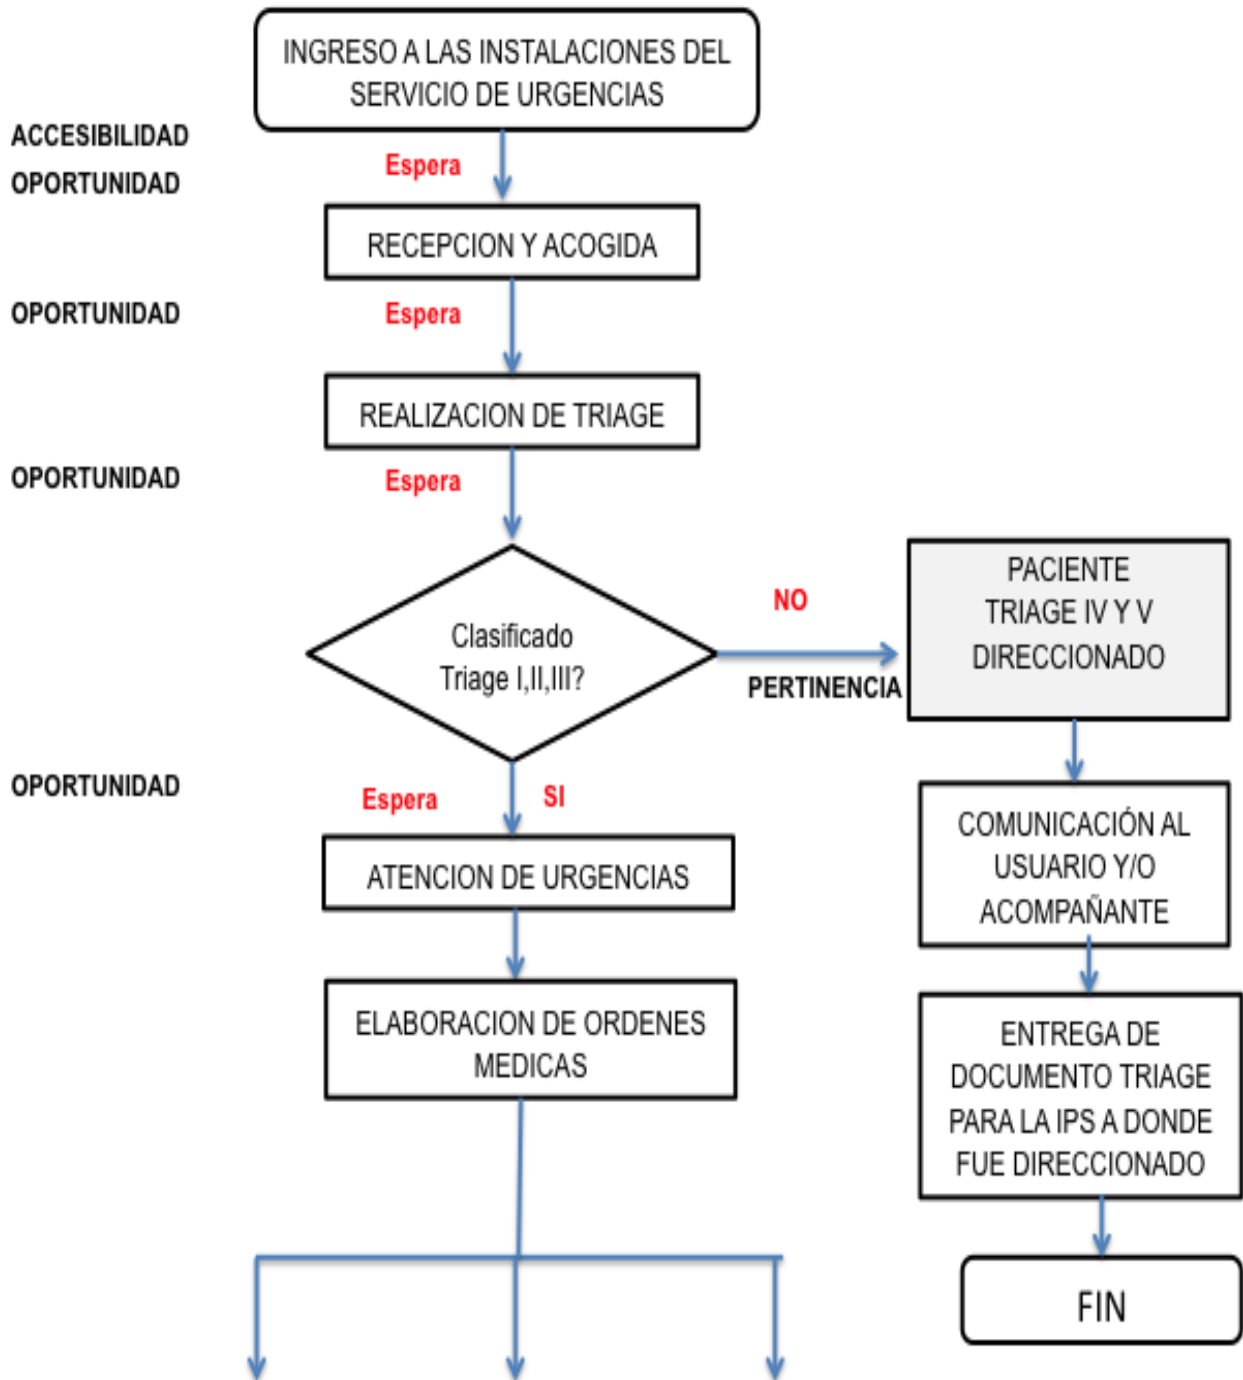 INGRESO A LAS INSTALACIONES DEL
SERVICIO DE URGENCIAS
ACCESIBILIDAD
Espera
OPORTUNIDAD
RECEPCION Y ACOGIDA
OPORTUNIDAD
Espera
REALIZACION DE TRIAGE
OPORTUNIDAD
Espera
Clasificado
Triage I,II,III?
NO
PERTINENCIA
PACIENTE
TRIAGE IV Y V
DIRECCIONADO
OPORTUNIDAD
Espera
SI
ATENCION DE URGENCIAS
ELABORACION DE ORDENES
MEDICAS
COMUNICACIÓN AL
USUARIO Y/O
ACOMPAÑANTE
ENTREGA DE
DOCUMENTO TRIAGE
PARA LA IPS A DONDE
FUE DIRECCIONADO
FIN